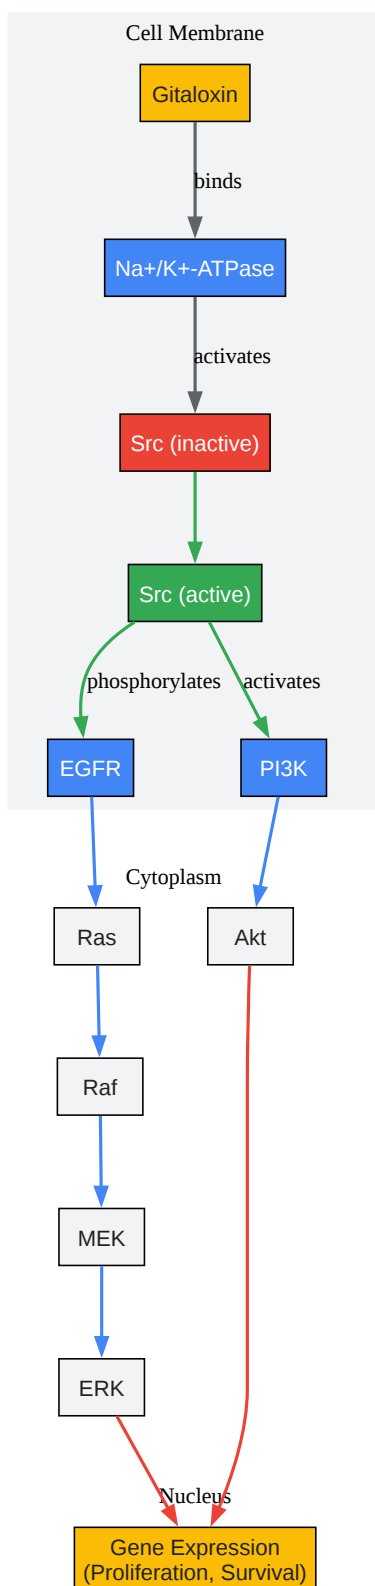 Cell Membrane
Gitaloxin
binds
Na+/K+-ATPase
activates
Src (inactive)
Src (active)
phosphorylates
activates
EGFR
PI3K
Cytoplasm
Ras
Akt
Raf
MEK
ERK
Nucleus
Gene Expression
(Proliferation, Survival)